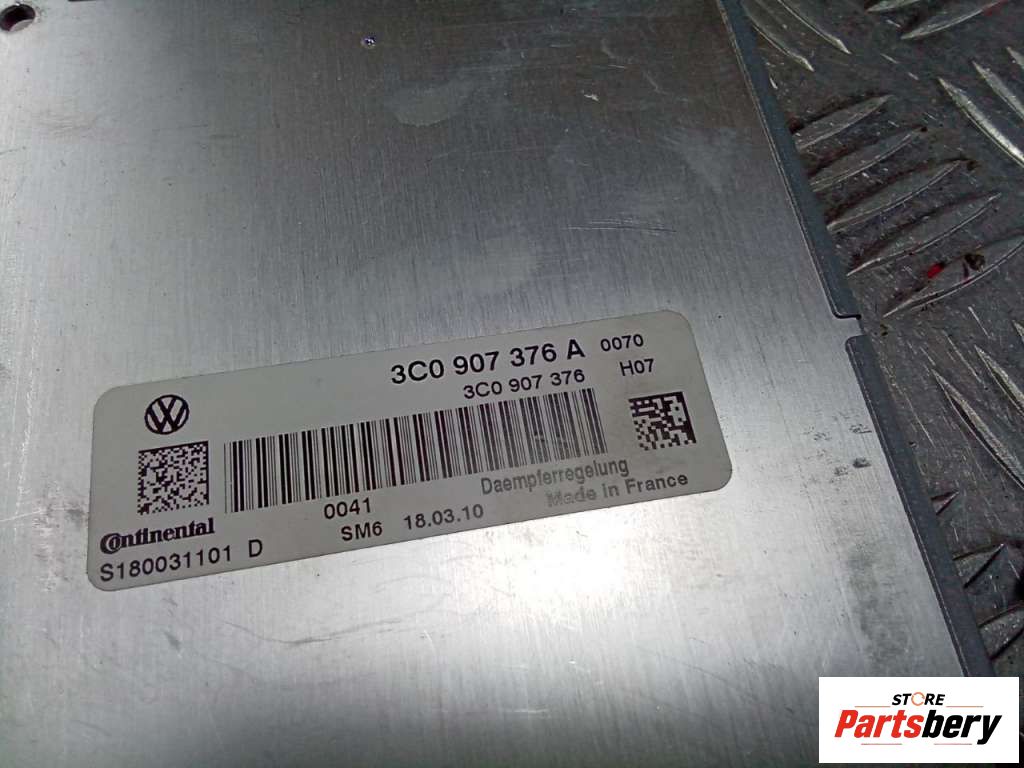 3C0 907 376 A 0070
3C0 907 376 H07
Daempferregelung
0041
Made in France
Continental
SM6 18.03.10
S180031101 D
STORE
Partsbery